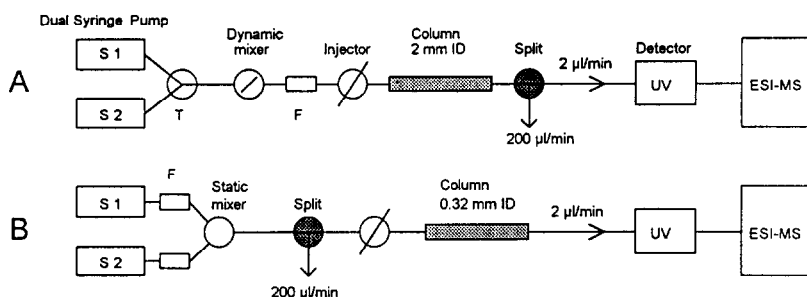 Dual Syringe Pump
S 1
S 2
T
Dynamic
mixer
F
Injector
Column
2 mm ID
Split
200 µl/min
2 µl/min
Detector
UV
ESI-MS
A
F
S 1
S 2
Static
mixer
Split
200 µl/min
Column
0.32 mm ID
2 µl/min
UV
ESI-MS
B